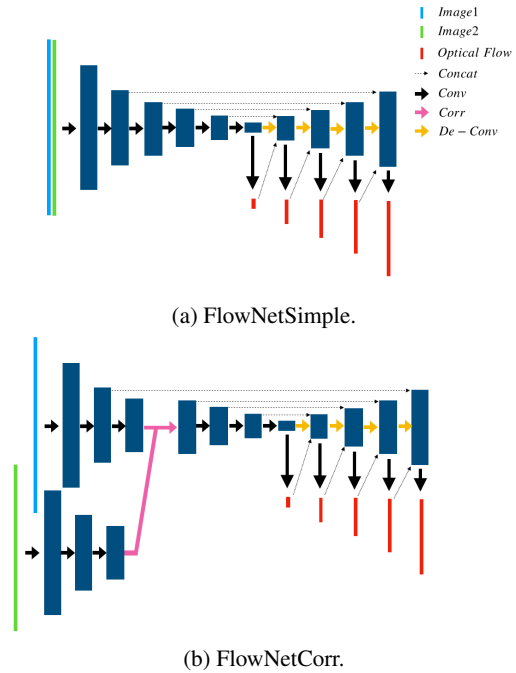 Image1
Image2
Optical Flow
Concat
Conv
Corr
De − Conv
(a) FlowNetSimple.
(b) FlowNetCorr.